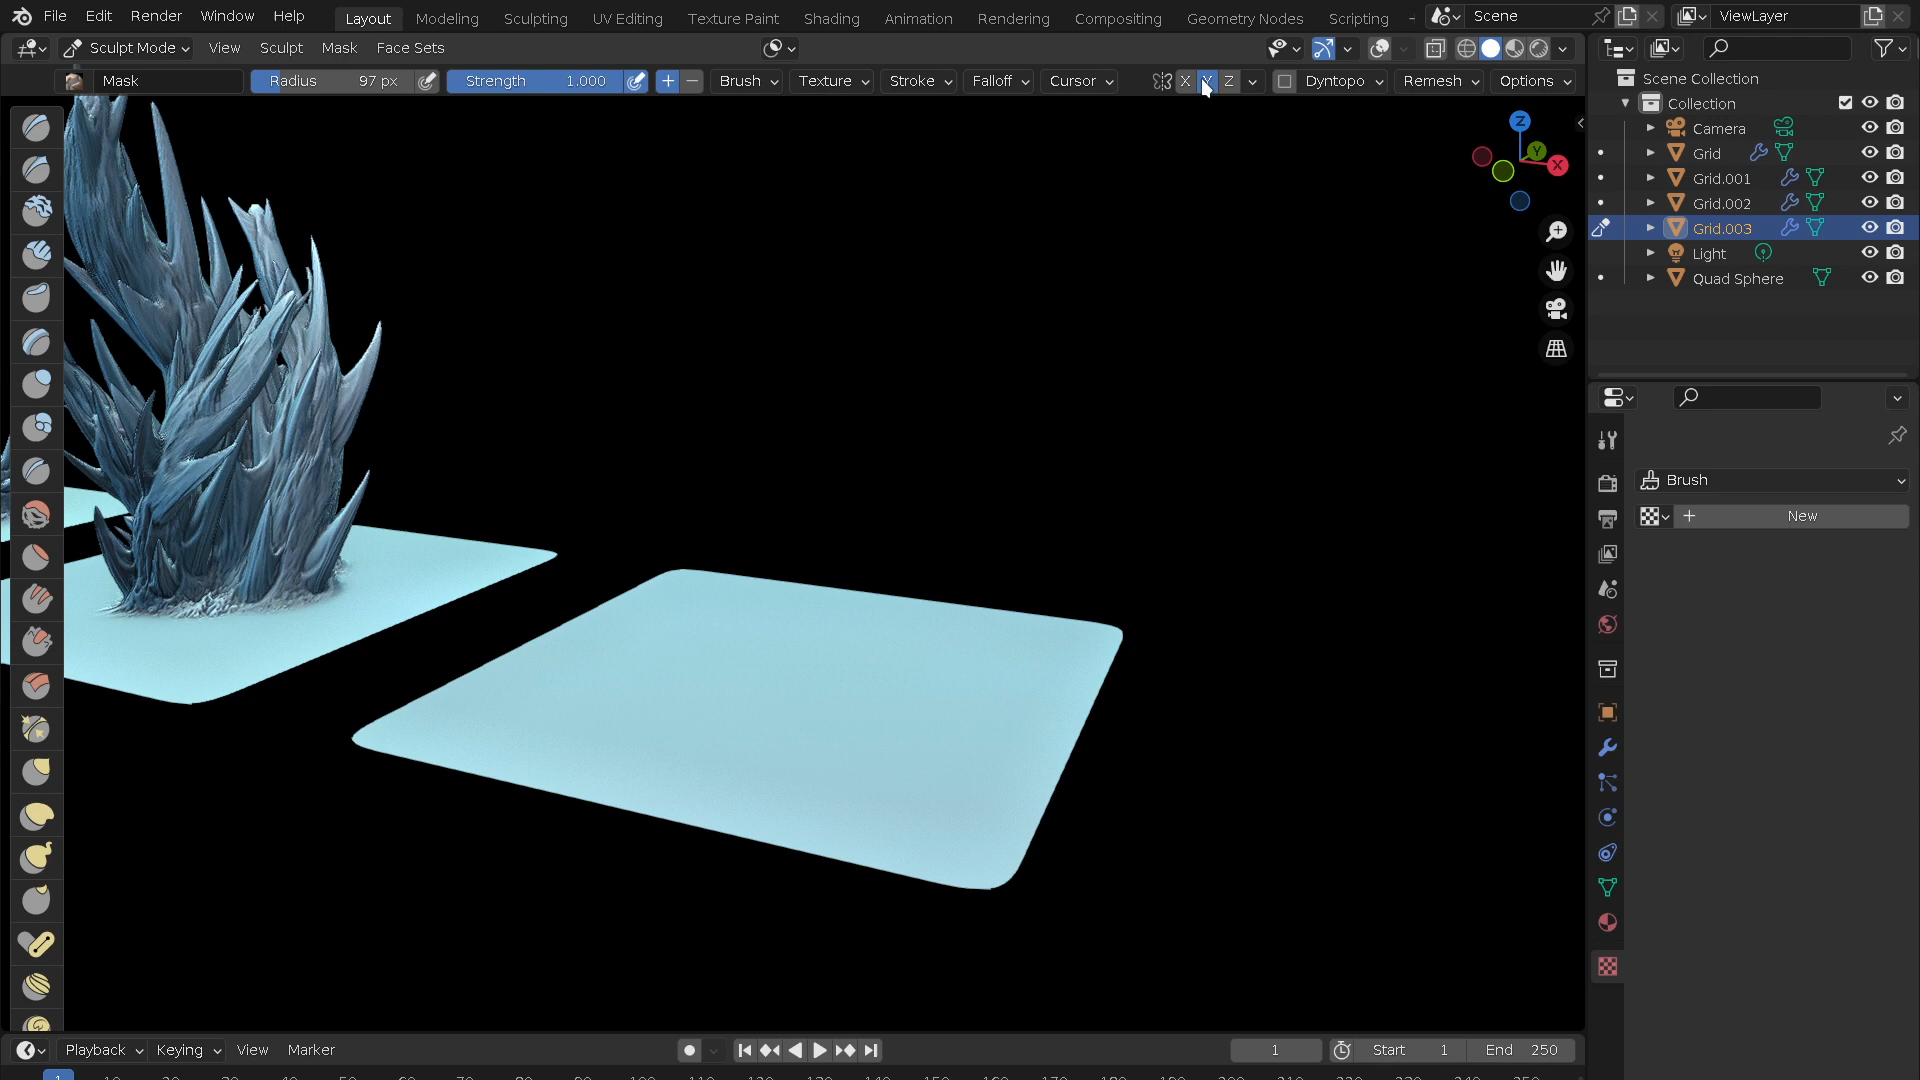 File Edit Render Window Help Layout Modeling Sculpting UV Editing Texture Paint Shading Animation Rendering Compositing Geometry Nodes Scripting Scene ViewLayer
Sculpt Mode View Sculpt Mask Face Sets
Mask Radius 97 px Strength 1.000 Brush Texture Stroke Falloff Cursor X Y Z Dyntopo Remesh Options
Scene Collection
Collection
Camera
Grid
Grid.001
Grid.002
Grid.003
Light
Quad Sphere
Z
Y
X
Brush
New
Playback Keying View Marker 1 Start 1 End 250
1